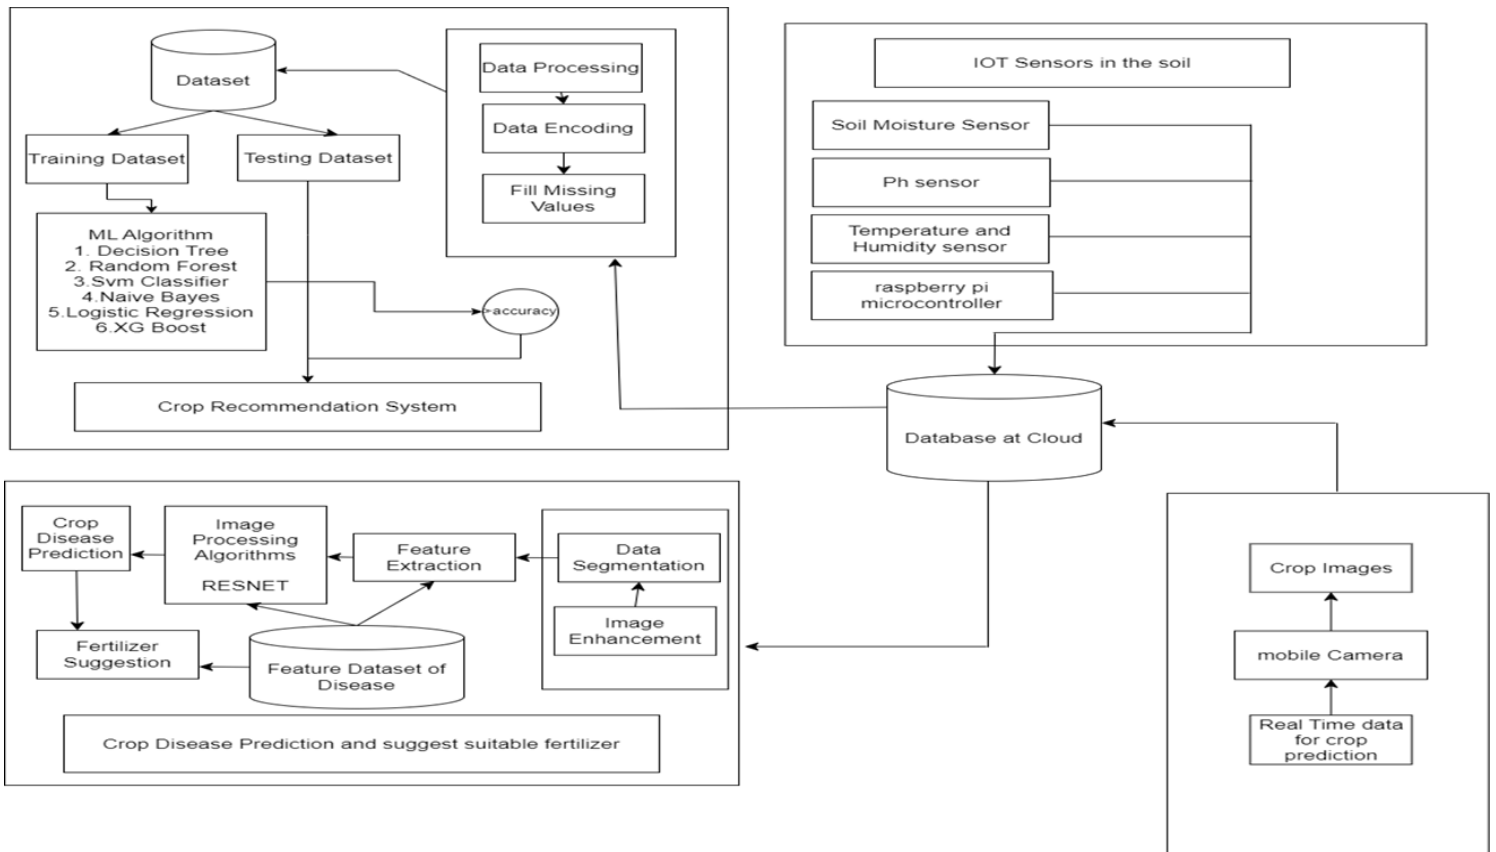 Dataset
Training Dataset
Testing Dataset
ML Algorithm
1. Decision Tree
2. Random Forest
3.Svm Classifier
4.Naive Bayes
5.Logistic Regression
6.XG Boost
>accuracy
Crop Recommendation System
Data Processing
Data Encoding
Fill Missing
Values
IOT Sensors in the soil
Soil Moisture Sensor
Ph sensor
Temperature and
Humidity sensor
raspberry pi
microcontroller
Database at Cloud
Crop
Disease
Prediction
Image
Processing
Algorithms
RESNET
Feature
Extraction
Data
Segmentation
Image
Enhancement
Fertilizer
Suggestion
Feature Dataset of
Disease
Crop Disease Prediction and suggest suitable fertilizer
Crop Images
mobile Camera
Real Time data
for crop
prediction